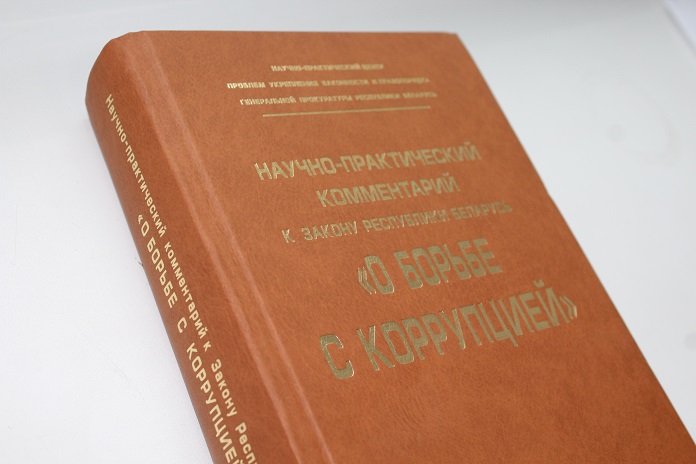 НАУЧНО-ПРАКТИЧЕСКИЙ ЦЕНТР
ПРОБЛЕМ УКРЕПЛЕНИЯ ЗАКОННОСТИ И ПРАВОПОРЯДКА
ГЕНЕРАЛЬНОЙ ПРОКУРАТУРЫ РЕСПУБЛИКИ БЕЛАРУСЬ
НАУЧНО-ПРАКТИЧЕСКИЙ
КОММЕНТАРИЙ
К ЗАКОНУ РЕСПУБЛИКИ БЕЛАРУСЬ
«О БОРЬБЕ
С КОРРУПЦИЕЙ»
Научно-практический комментарий к Закону Респ
«О БОРЬБЕ С КОРРУПЦИЕЙ